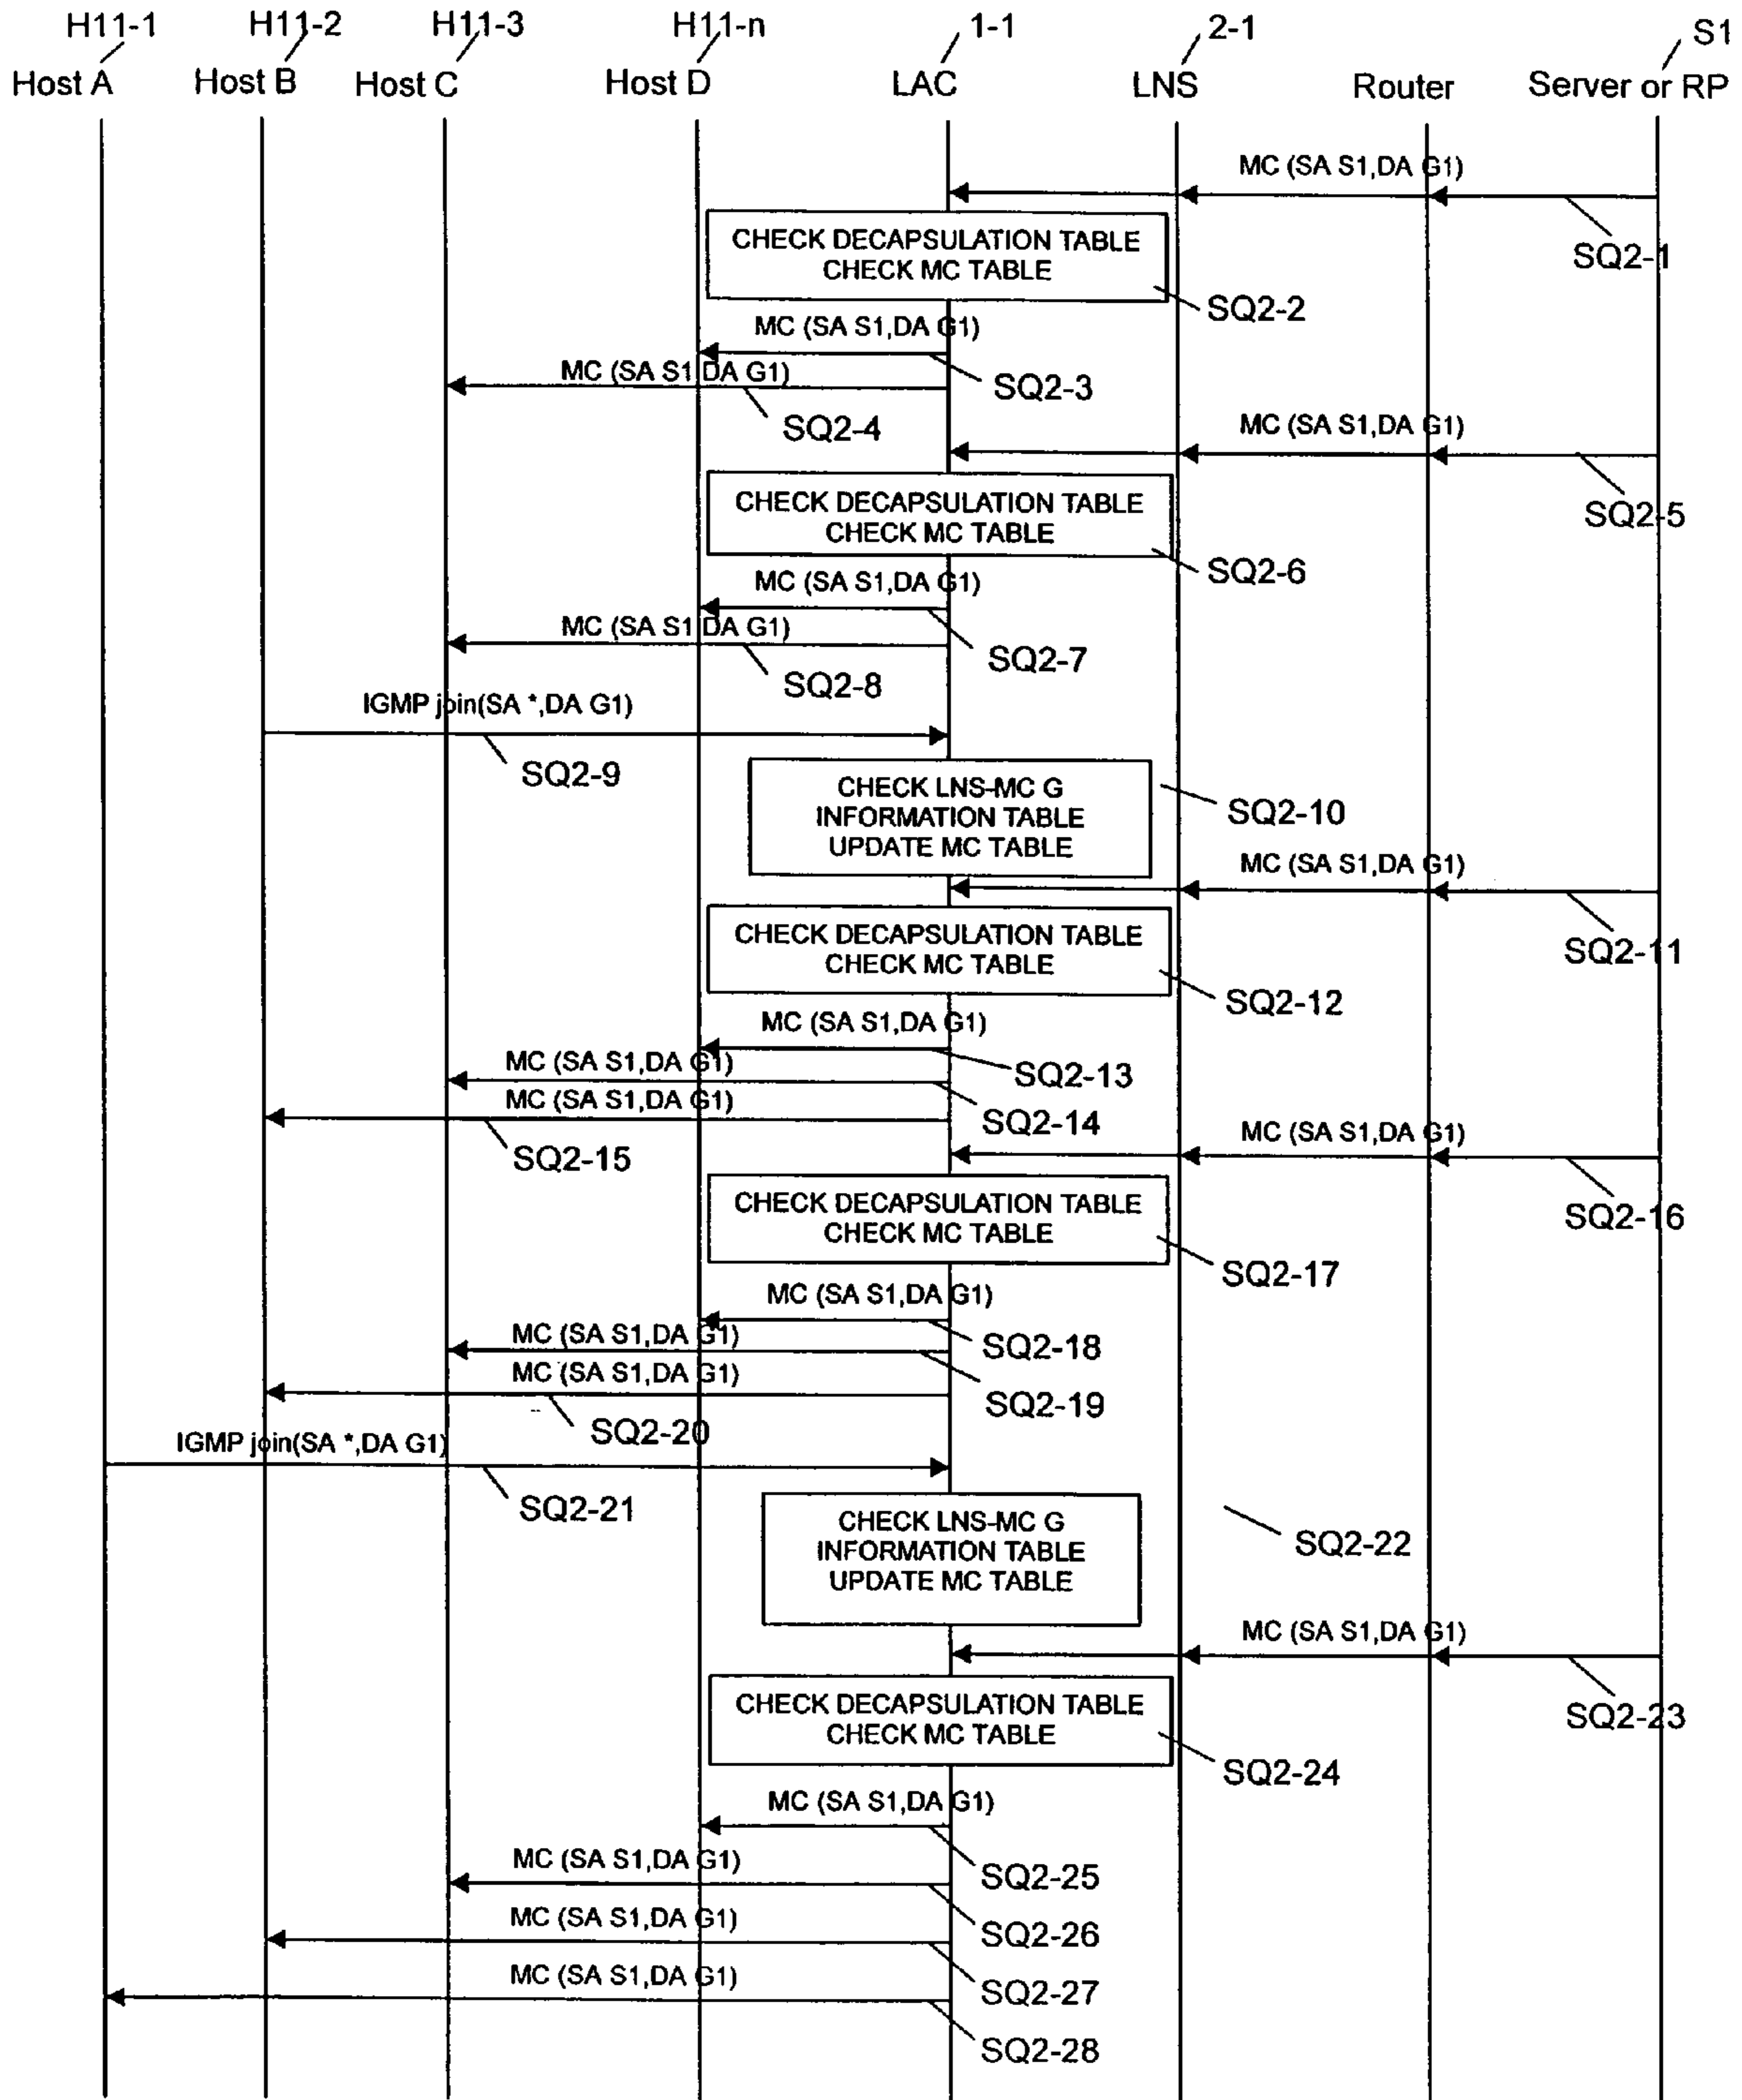 H11-1 H11-2 H11-3 H11-n 1-1 2-1 S1
Host A Host B Host C Host D LAC LNS Router Server or RP
MC (SA S1,DA G1)
SQ2-1
CHECK DECAPSULATION TABLE
CHECK MC TABLE
SQ2-2
MC (SA S1,DA G1)
SQ2-3
MC (SA S1,DA G1)
SQ2-4
MC (SA S1,DA G1)
SQ2-5
CHECK DECAPSULATION TABLE
CHECK MC TABLE
SQ2-6
MC (SA S1,DA G1)
SQ2-7
MC (SA S1,DA G1)
SQ2-8
IGMP join(SA *,DA G1)
SQ2-9
CHECK LNS-MC G
INFORMATION TABLE
UPDATE MC TABLE
SQ2-10
MC (SA S1,DA G1)
SQ2-11
CHECK DECAPSULATION TABLE
CHECK MC TABLE
SQ2-12
MC (SA S1,DA G1)
SQ2-13
MC (SA S1,DA G1)
SQ2-14
MC (SA S1,DA G1)
SQ2-15
MC (SA S1,DA G1)
SQ2-16
CHECK DECAPSULATION TABLE
CHECK MC TABLE
SQ2-17
MC (SA S1,DA G1)
SQ2-18
MC (SA S1,DA G1)
SQ2-19
MC (SA S1,DA G1)
SQ2-20
IGMP join(SA *,DA G1)
SQ2-21
CHECK LNS-MC G
INFORMATION TABLE
UPDATE MC TABLE
SQ2-22
MC (SA S1,DA G1)
SQ2-23
CHECK DECAPSULATION TABLE
CHECK MC TABLE
SQ2-24
MC (SA S1,DA G1)
SQ2-25
MC (SA S1,DA G1)
SQ2-26
MC (SA S1,DA G1)
SQ2-27
MC (SA S1,DA G1)
SQ2-28